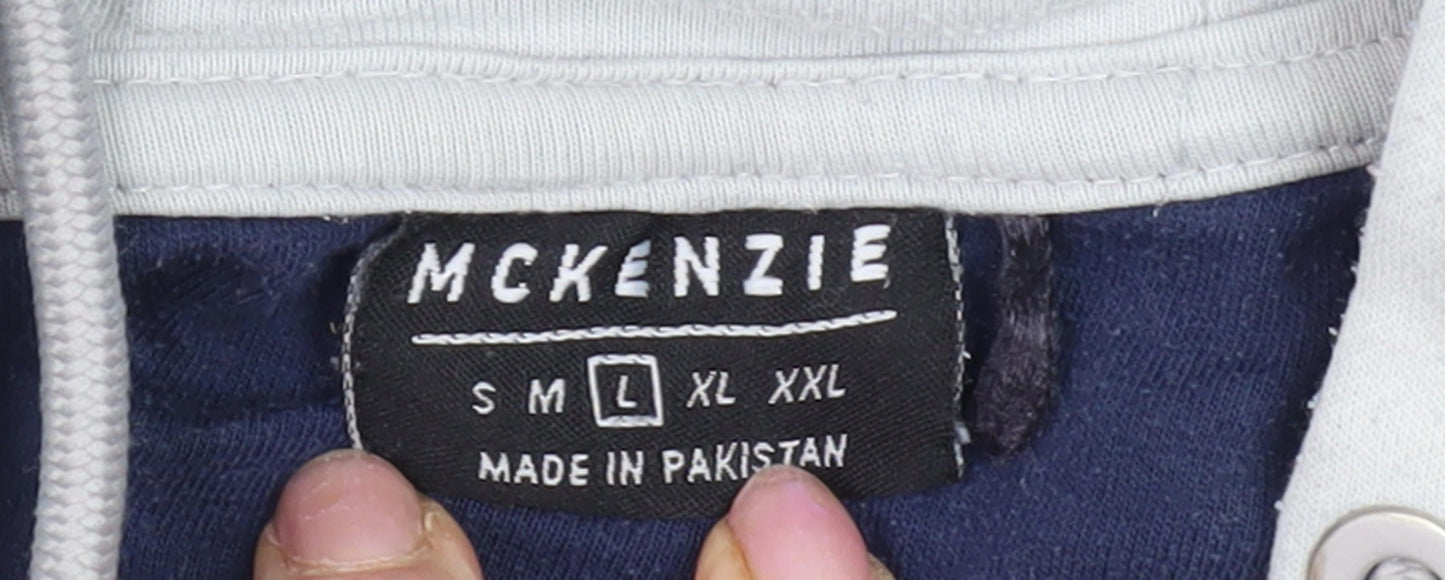 MCKENZIE
S M L XL XXL
MADE IN PAKISTAN